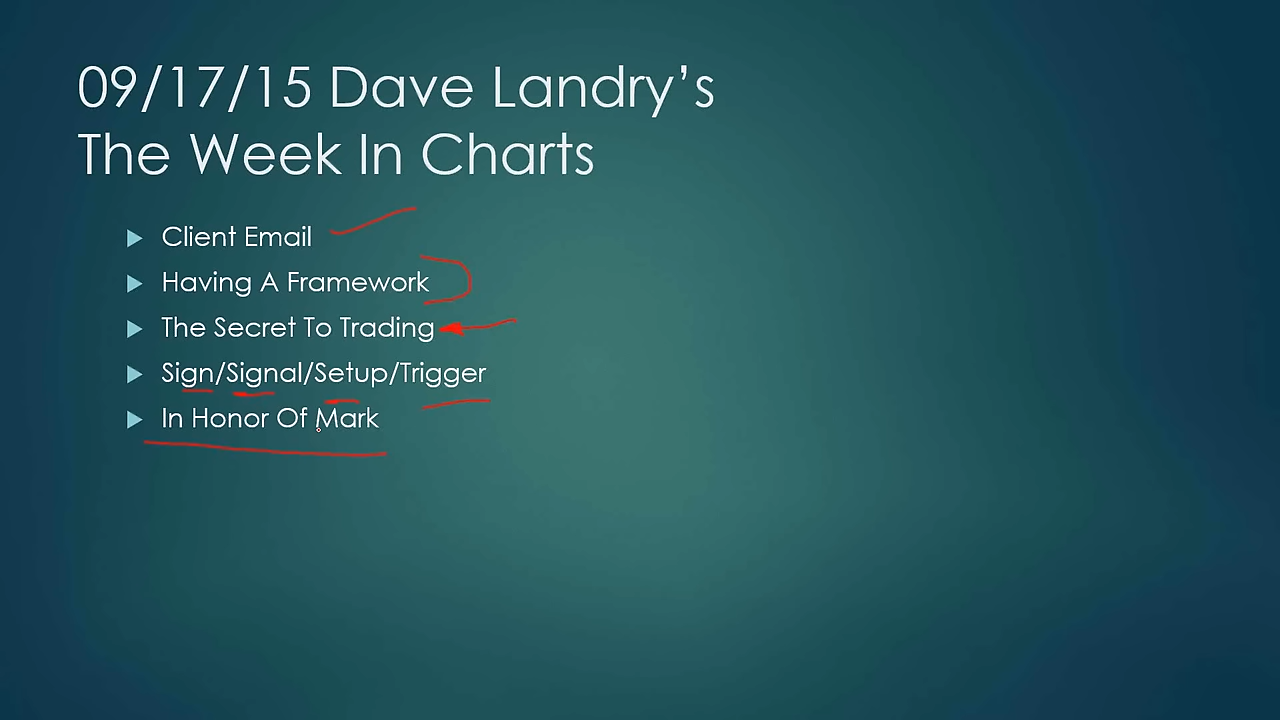 09/17/15 Dave Landry’s
The Week In Charts
Client Email
Having A Framework
The Secret To Trading
Sign/Signal/Setup/Trigger
In Honor Of Mark